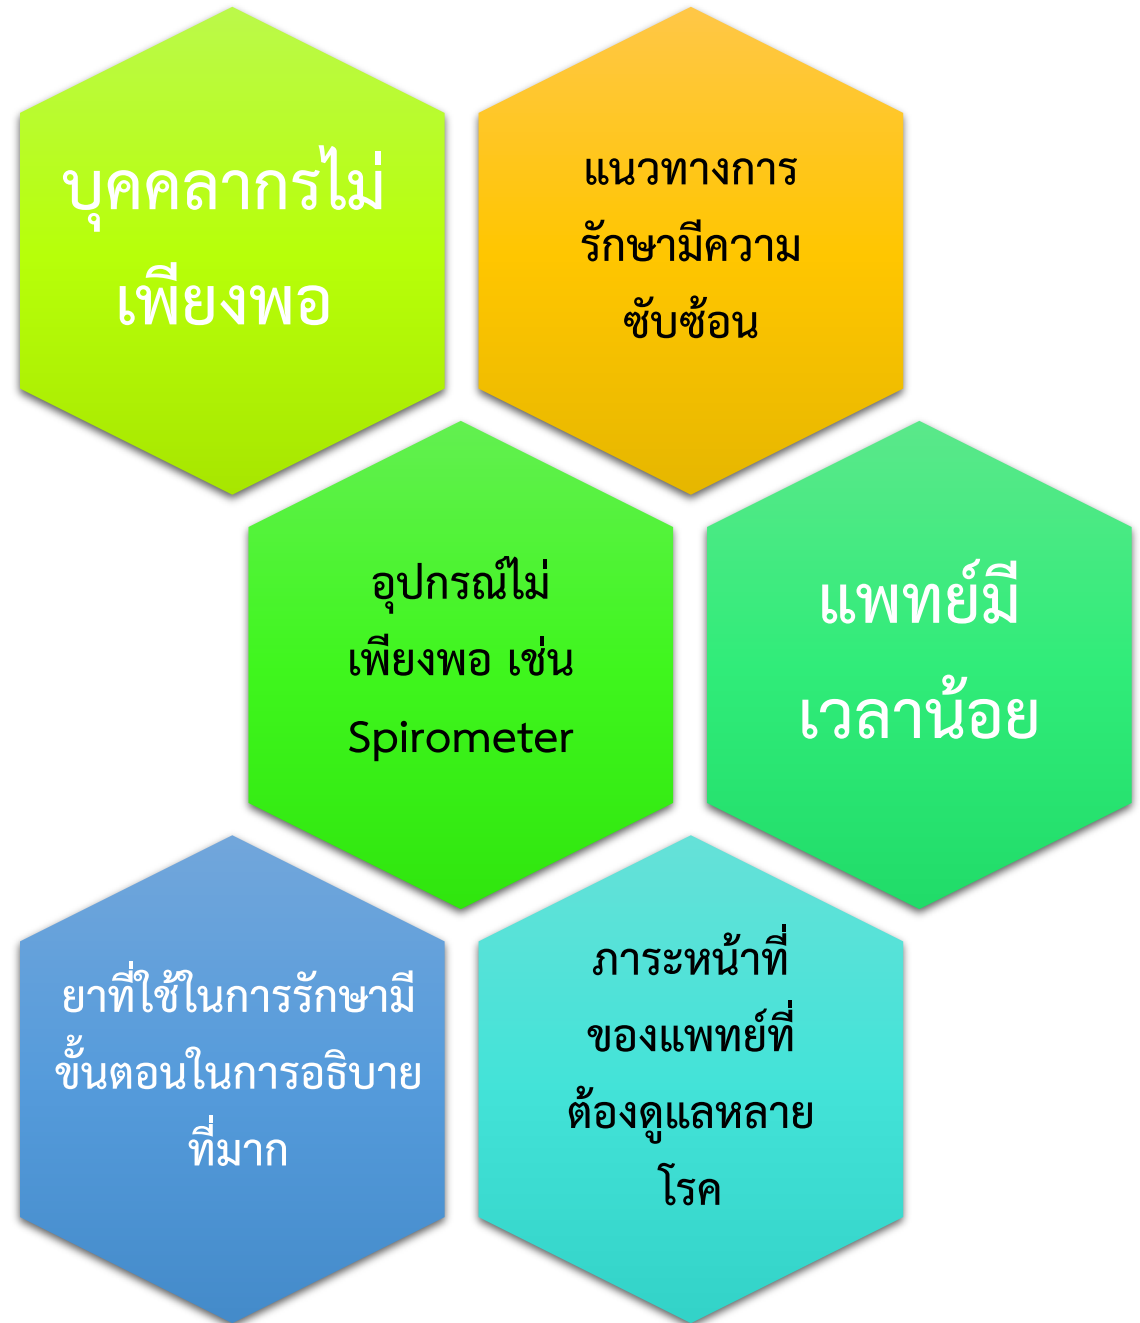 บุคคลากรไม่
เพียงพอ
แนวทางการ
รักษามีความ
ซับซ้อน
อุปกรณ์ไม่
เพียงพอ เช่น
Spirometer
แพทย์มี
เวลาน้อย
ยาที่ใช้ในการรักษามี
ขั้นตอนในการอธิบาย
ที่มาก
ภาระหน้าที่
ของแพทย์ที่
ต้องดูแลหลาย
โรค